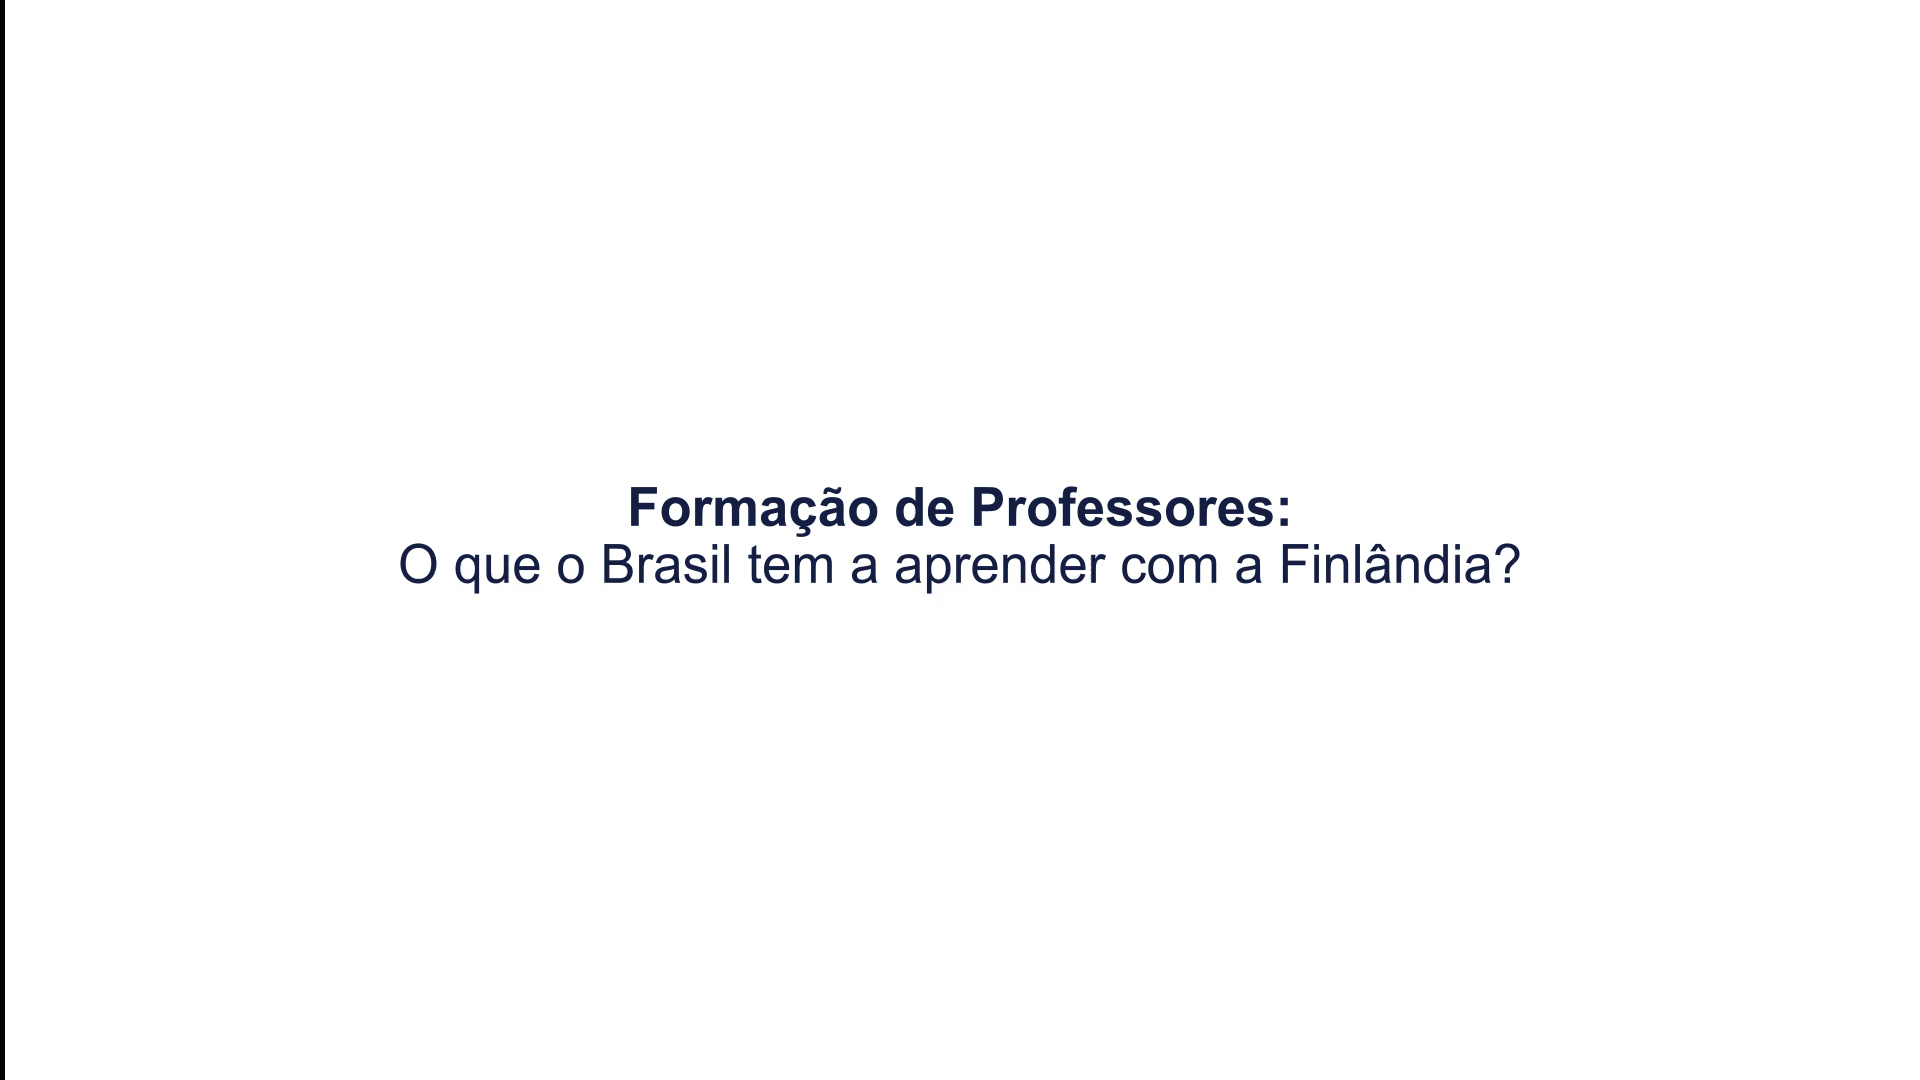 Formação de Professores:
O que o Brasil tem a aprender com a Finlândia?